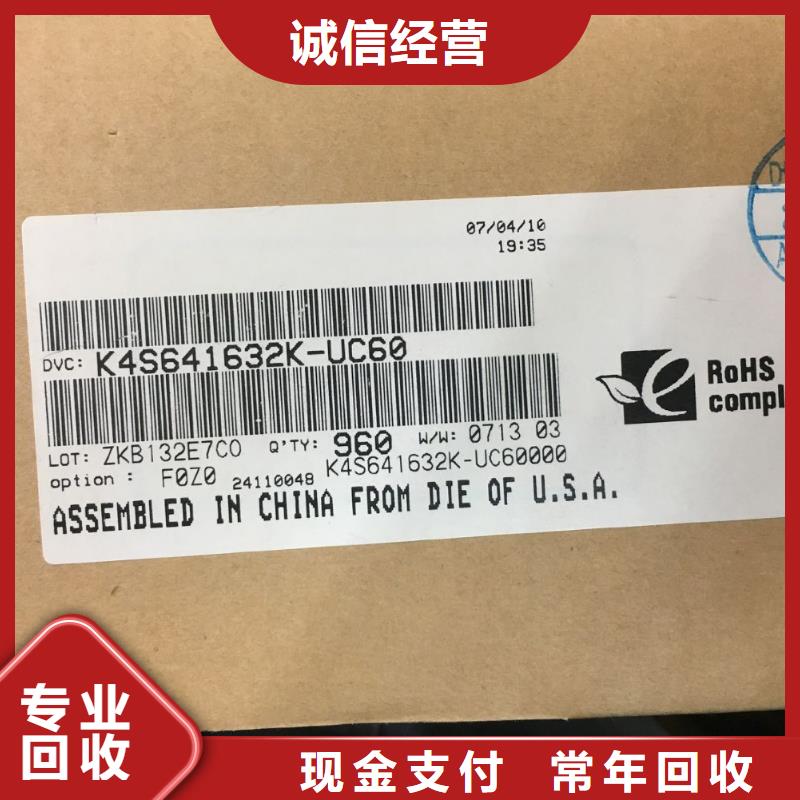 诚信经营
07/04/10
19:35
DVC: K4S641632K-UC60
RoHS
compl
LOT: ZKB132E7C0 Q'TY: 960 W/W: 0713 03
option : F0Z0 24110048 K4S641632K-UC60000
ASSEMBLED IN CHINA FROM DIE OF U.S.A.
专业
回收
现金支付 常年回收